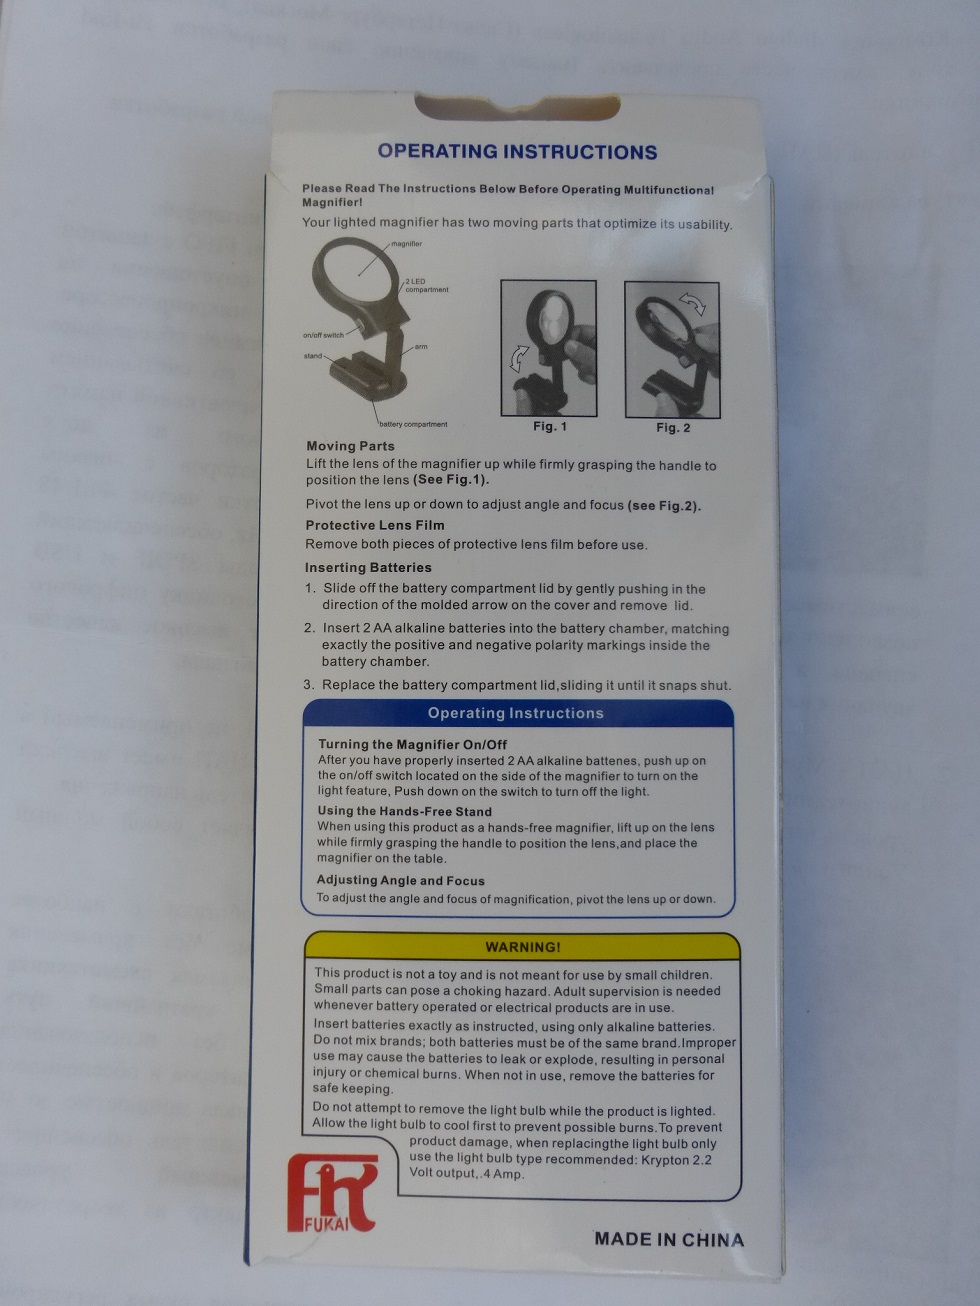 OPERATING INSTRUCTIONS
Please Read The Instructions Below Before Operating Multifunctional
Magnifier!
Your lighted magnifier has two moving parts that optimize its usability.
magnifier
2 LED
compartment
on/off switch
arm
stand
battery compartment
Fig. 1
Fig. 2
Moving Parts
Lift the lens of the magnifier up while firmly grasping the handle to
position the lens (See Fig.1).
Pivot the lens up or down to adjust angle and focus (see Fig.2).
Protective Lens Film
Remove both pieces of protective lens film before use.
Inserting Batteries
1. Slide off the battery compartment lid by gently pushing in the
direction of the molded arrow on the cover and remove lid.
2. Insert 2 AA alkaline batteries into the battery chamber, matching
exactly the positive and negative polarity markings inside the
battery chamber.
3. Replace the battery compartment lid,sliding it until it snaps shut.
Operating Instructions
Turning the Magnifier On/Off
After you have properly inserted 2 AA alkaline battenes, push up on
the on/off switch located on the side of the magnifier to turn on the
light feature, Push down on the switch to turn off the light.
Using the Hands-Free Stand
When using this product as a hands-free magnifier, lift up on the lens
while firmly grasping the handle to position the lens,and place the
magnifier on the table.
Adjusting Angle and Focus
To adjust the angle and focus of magnification, pivot the lens up or down.
WARNING!
This product is not a toy and is not meant for use by small children.
Small parts can pose a choking hazard. Adult supervision is needed
whenever battery operated or electrical products are in use.
Insert batteries exactly as instructed, using only alkaline batteries.
Do not mix brands; both batteries must be of the same brand.Improper
use may cause the batteries to leak or explode, resulting in personal
injury or chemical burns. When not in use, remove the batteries for
safe keeping.
Do not attempt to remove the light bulb while the product is lighted.
Allow the light bulb to cool first to prevent possible burns.To prevent
product damage, when replacingthe light bulb only
use the light bulb type recommended: Krypton 2.2
Volt output,.4 Amp.
FUKAI
MADE IN CHINA